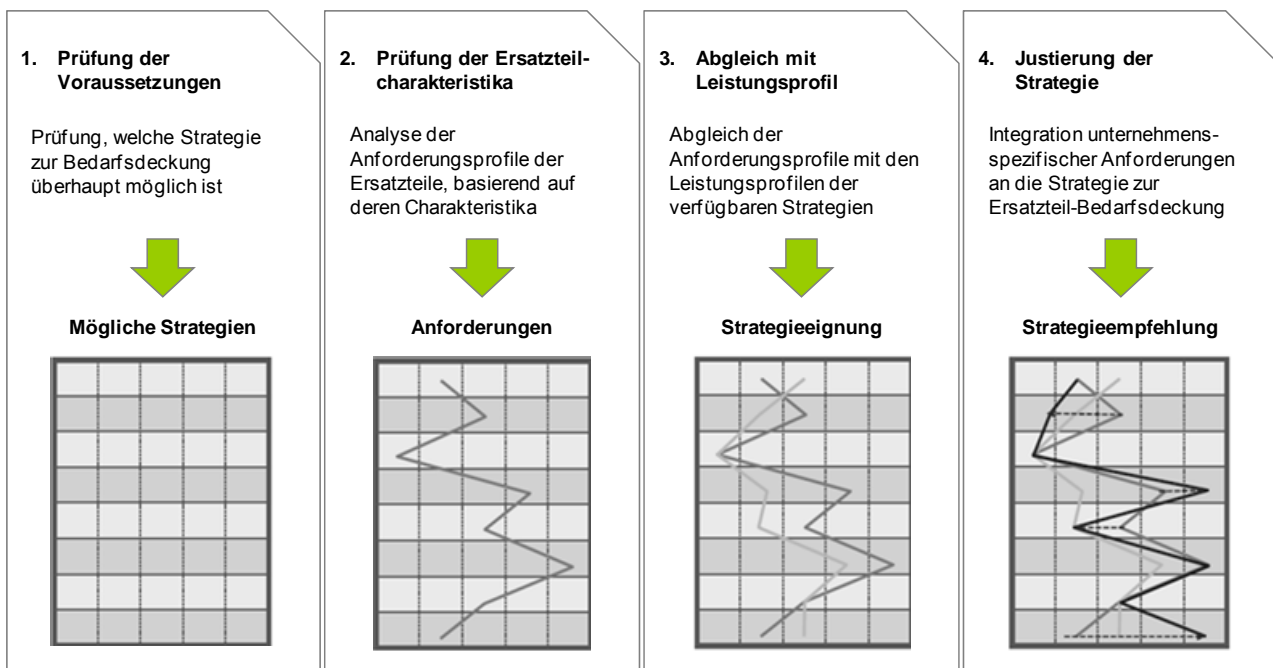 1. Prüfung der
Voraussetzungen
Prüfung, welche Strategie
zur Bedarfsdeckung
überhaupt möglich ist
Mögliche Strategien
2. Prüfung der Ersatzteil-
charakteristika
Analyse der
Anforderungsprofile der
Ersatzteile, basierend auf
deren Charakteristika
Anforderungen
3. Abgleich mit
Leistungsprofil
Abgleich der
Anforderungsprofile mit den
Leistungsprofilen der
verfügbaren Strategien
Strategieeignung
4. Justierung der
Strategie
Integration unternehmens-
spezifischer Anforderungen
an die Strategie zur
Ersatzteil-Bedarfsdeckung
Strategieempfehlung